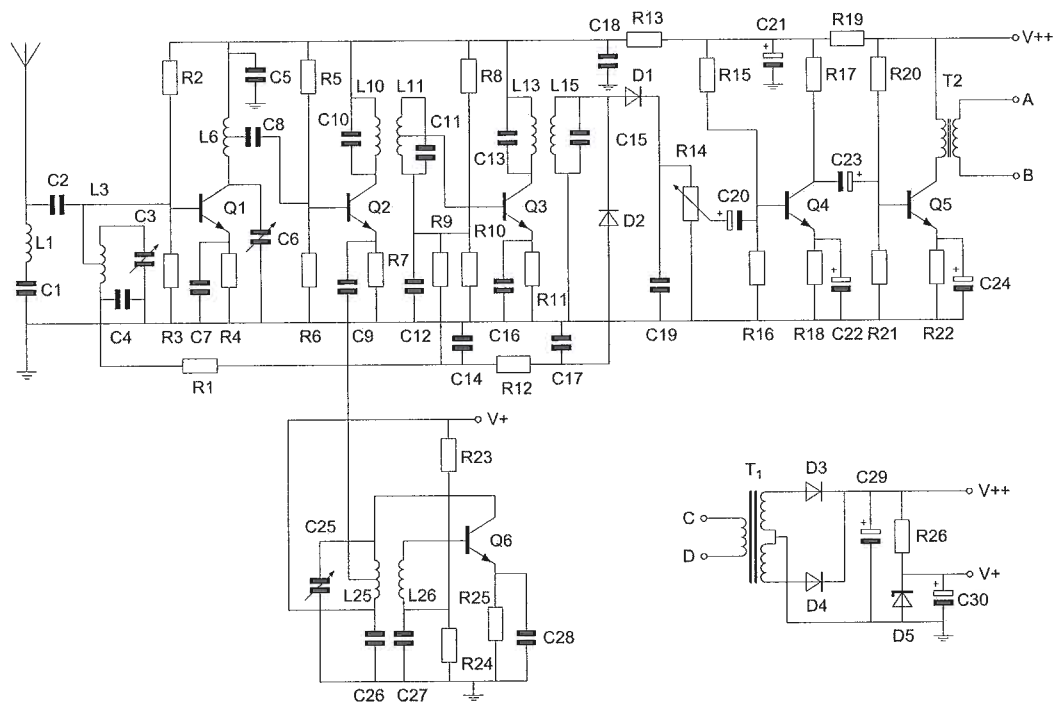 C18 R13 C21 R19
V++
R2 C5 R5 L10 L11 R8 L13 L15 D1 R15 R17 R20 T2
A
L6 C8 C10 C11 C13 C15 R14 C23
C2 L3 C20 B
L1 C3 Q1 C6 Q2 R9 Q3 D2 Q4 Q5
R10
C1 R7 R11 C24
C4 R3 C7 R4 R6 C9 C12 C16 C19 R16 R18 C22 R21 R22
R1 C14 R12 C17
V+
R23
T1 D3 C29
V++
C25 Q6 C
D R26
L25 L26 R25 D4 V+
C30
C28 D5
R24
C26 C27